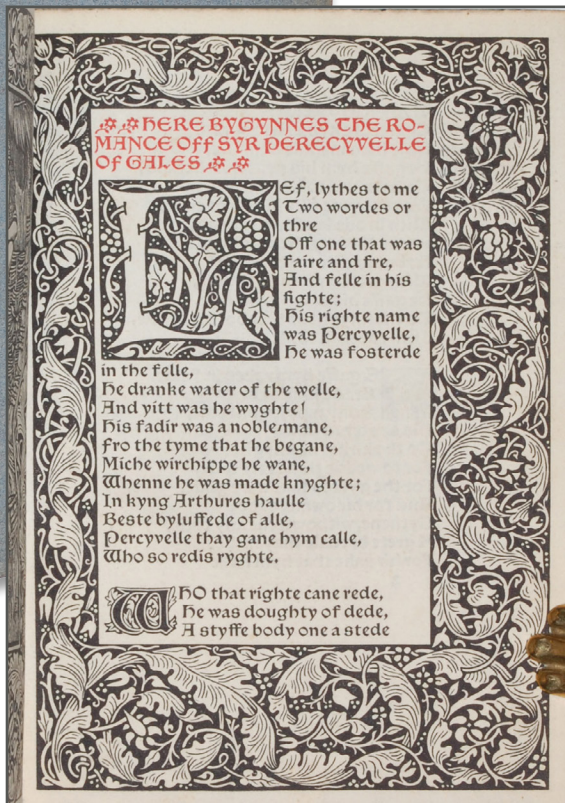 HERE BYGYNNES THE RO-
MANCE OFF SYR PERECYVELLE
OF GALES
LEF, lythes to me
Two wordes or
thre
Off one that was
faire and fre,
And felle in his
fighte;
His righte name
was Percyvelle,
He was fosterde
in the felle,
He dranke water of the welle,
And yitt was he wyghte!
His fadir was a noble/mane,
Fro the tyme that he begane,
Miche wirchippe he wane,
Whenne he was made knyghte;
In kyng Arthures haulle
Beste byluffede of alle,
Percyvelle thay gane hym calle,
Who so redis ryghte.
WHO that righte cane rede,
He was doughty of dede,
A styffe body one a stede